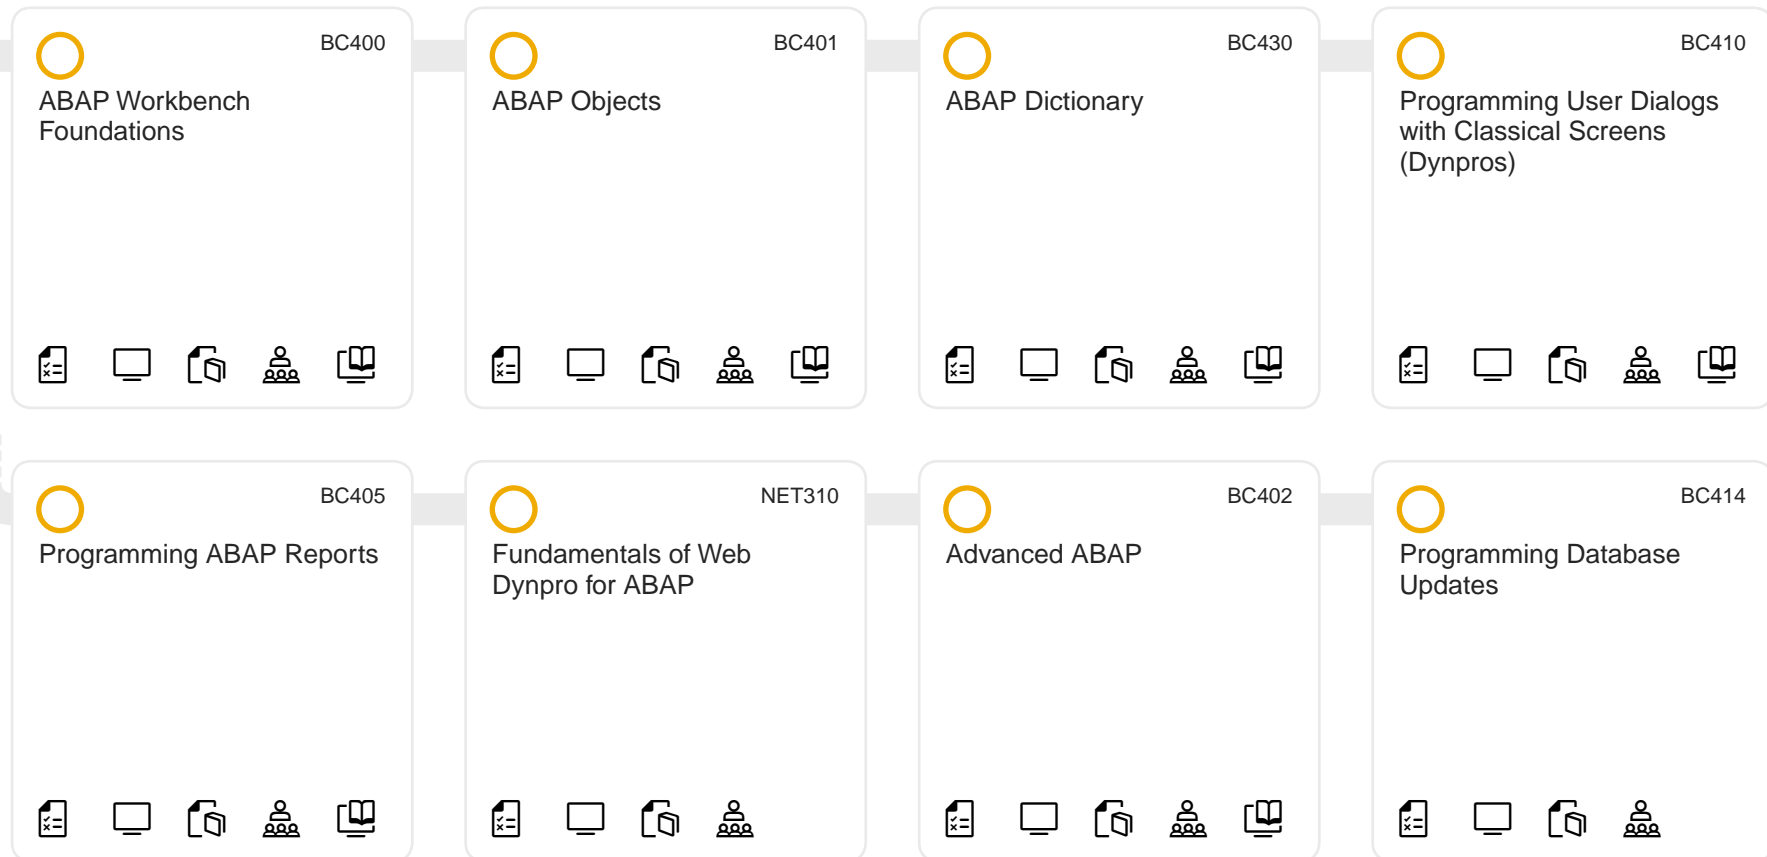 BC400
ABAP Workbench
Foundations
BC401
ABAP Objects
BC430
ABAP Dictionary
BC410
Programming User Dialogs
with Classical Screens
(Dynpros)
BC405
Programming ABAP Reports
NET310
Fundamentals of Web
Dynpro for ABAP
BC402
Advanced ABAP
BC414
Programming Database
Updates